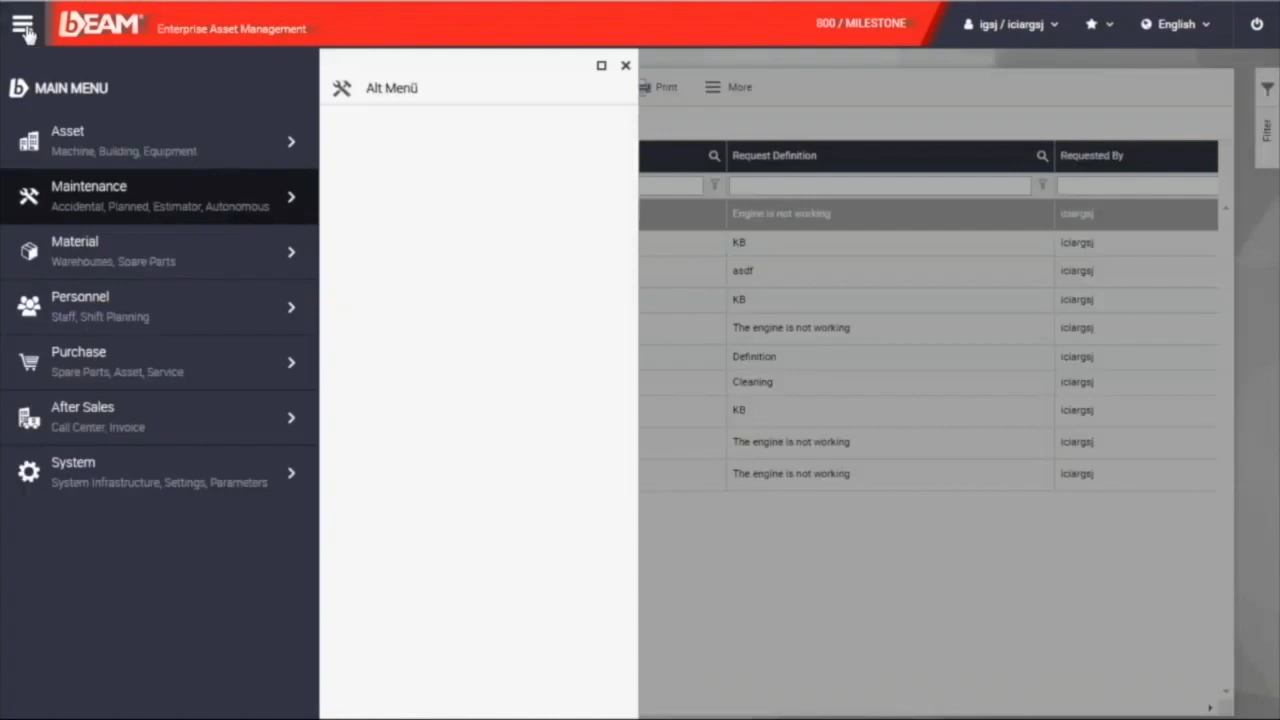 bEAM
Enterprise Asset Management
800 / MILESTONE
igsj / iciargsj
English
MAIN MENU
Asset
Machine, Building, Equipment
Maintenance
Accidental, Planned, Estimator, Autonomous
Material
Warehouses, Spare Parts
Personnel
Staff, Shift Planning
Purchase
Spare Parts, Asset, Service
After Sales
Call Center, Invoice
System
System Infrastructure, Settings, Parameters
Alt Menü
Print
More
Filter
Request Definition
Requested By
Engine is not working
iciargsj
KB
iciargsj
asdf
iciargsj
KB
iciargsj
The engine is not working
iciargsj
Definition
iciargsj
Cleaning
iciargsj
KB
iciargsj
The engine is not working
iciargsj
The engine is not working
iciargsj